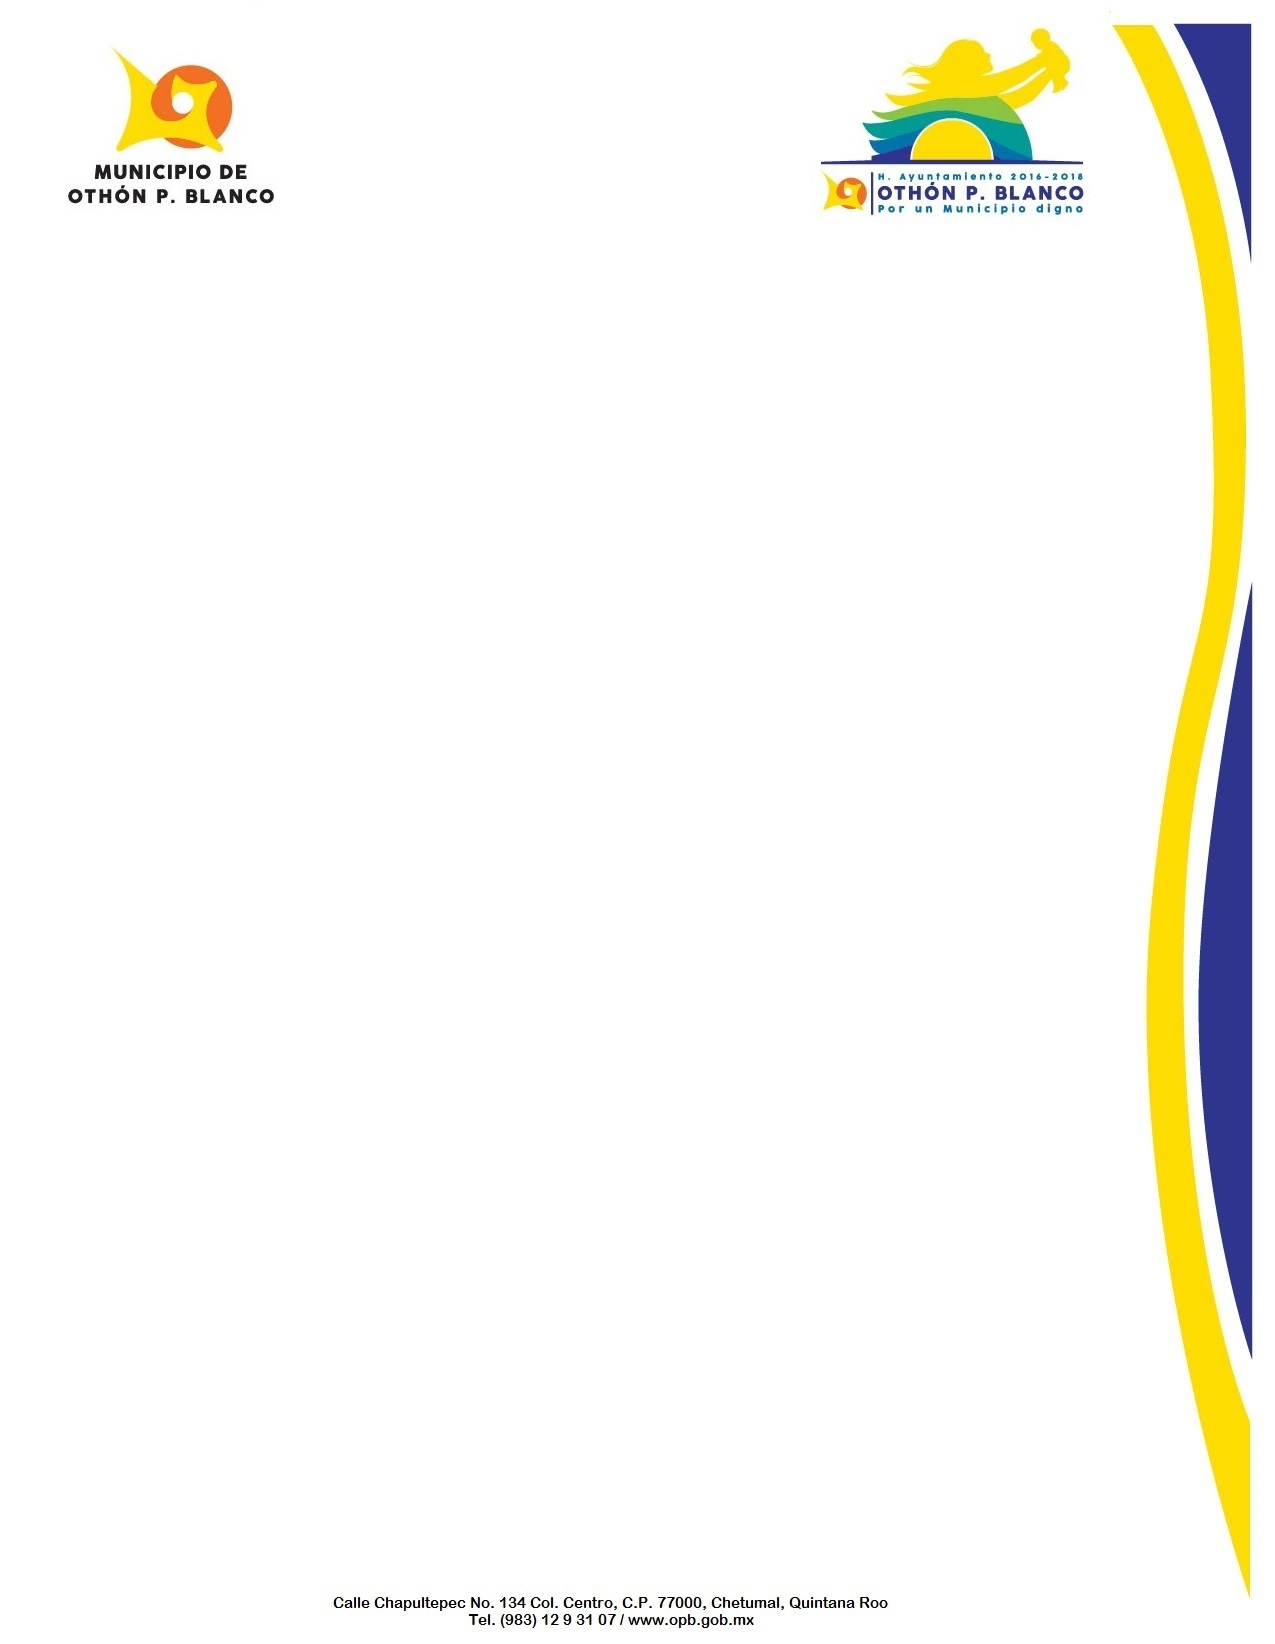 MUNICIPIO DE
OTHÓN P. BLANCO
H. Ayuntamiento 2016-2018
OTHÓN P. BLANCO
Por un Municipio digno
Calle Chapultepec No. 134 Col. Centro, C.P. 77000, Chetumal, Quintana Roo
Tel. (983) 12 9 31 07 / www.opb.gob.mx